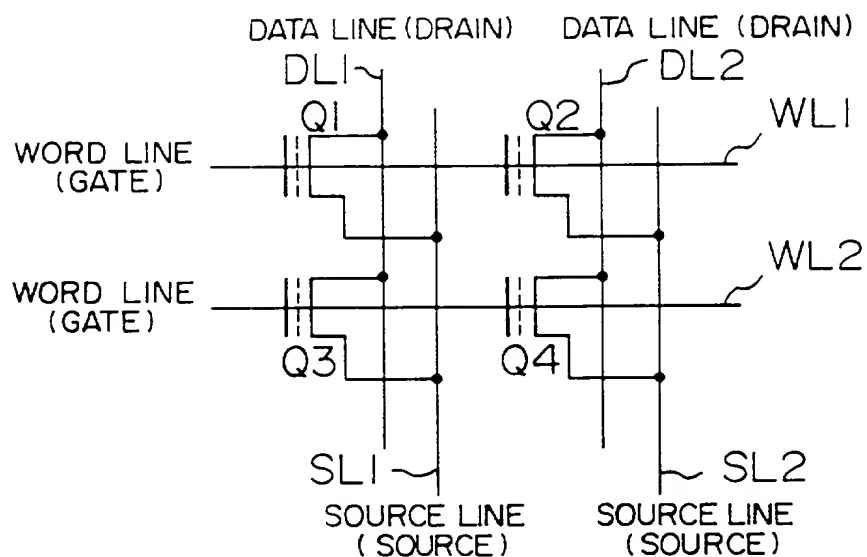 DATA LINE (DRAIN)
DATA LINE (DRAIN)
DL1
DL2
Q1
Q2
WL1
WORD LINE
(GATE)
WL2
WORD LINE
(GATE)
Q3
Q4
SL1
SL2
SOURCE LINE
(SOURCE)
SOURCE LINE
(SOURCE)